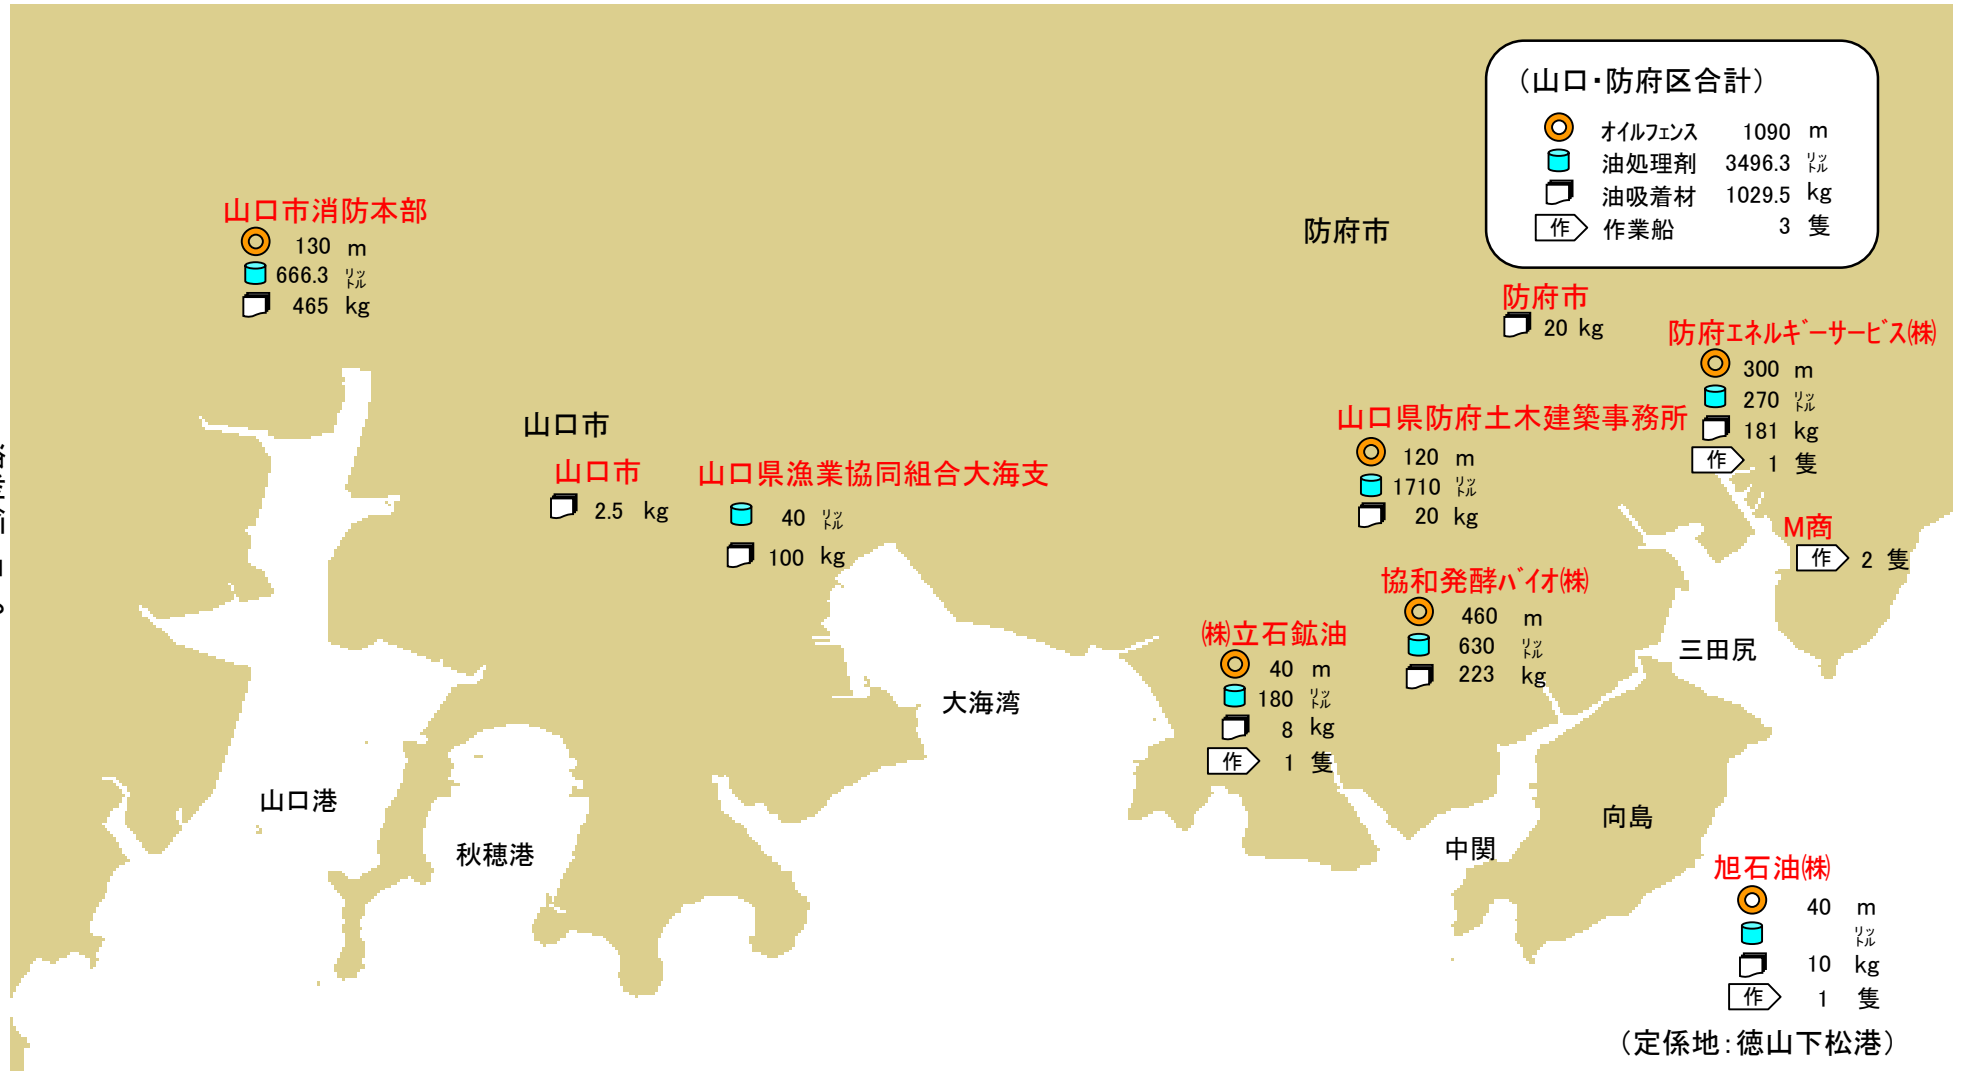 (山口・防府区合計)
オイルフェンス 1090 m
油処理剤 3496.3 リットル
油吸着材 1029.5 kg
作 作業船 3 隻
山口市消防本部
130 m
666.3 リットル
465 kg
防府市
防府市
20 kg
防府エネルギーサービス㈱
300 m
270 リットル
181 kg
作 1 隻
山口市
山口市
2.5 kg
山口県漁業協同組合大海支
40 リットル
100 kg
山口県防府土木建築事務所
120 m
1710 リットル
20 kg
M商
作 2 隻
協和発酵バイオ㈱
460 m
630 リットル
223 kg
㈱立石鉱油
40 m
180 リットル
8 kg
作 1 隻
三田尻
大海湾
山口港
秋穂港
向島
中関
旭石油㈱
40 m
リットル
10 kg
作 1 隻
(定係地:徳山下松港)